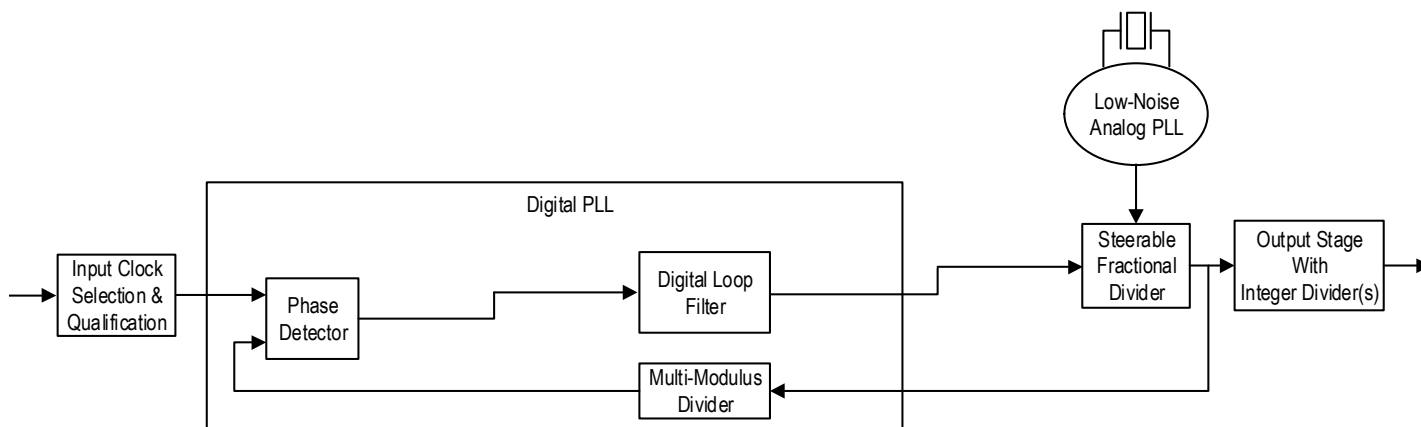 Low-Noise
Analog PLL
Digital PLL
Input Clock
Selection &
Qualification
Phase
Detector
Digital Loop
Filter
Multi-Modulus
Divider
Steerable
Fractional
Divider
Output Stage
With
Integer Divider(s)